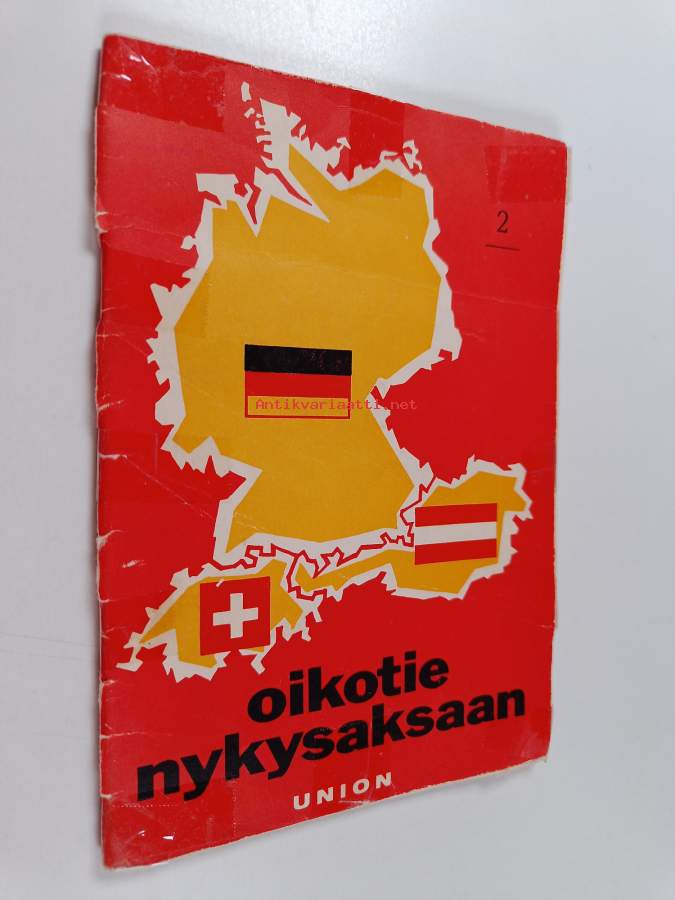 2
Antikvariaatti.net
oikotie
nykysaksaan
UNION